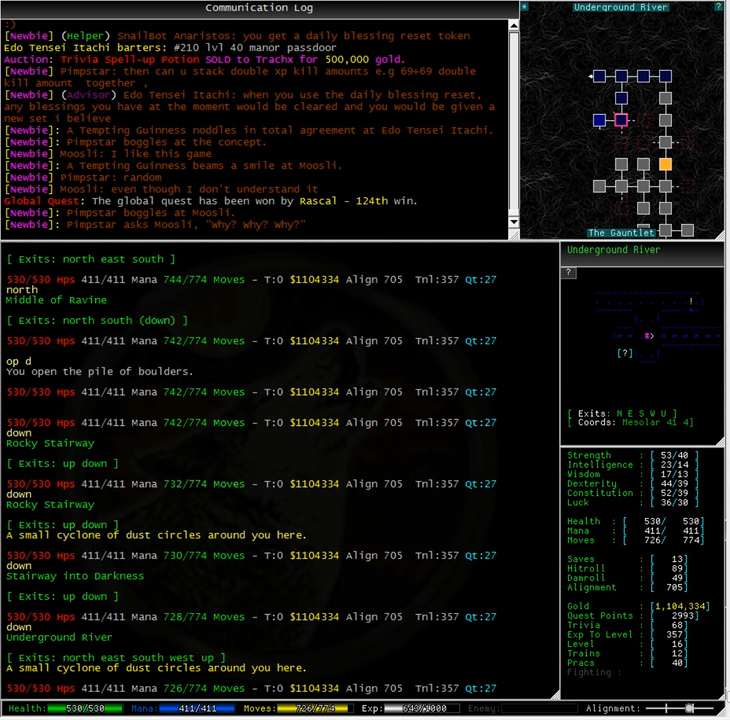 Communication Log
:)
[Newbie] (Helper) SnailBot Anaristos: you get a daily blessing reset token
Edo Tensei Itachi barters: #210 lvl 40 manor passdoor
Auction: Trivia Spell-up Potion SOLD to Trachx for 500,000 gold.
[Newbie] Pimpstar: then can u stack double xp kill amounts e.g 69+69 double
kill amount  together ,
[Newbie] (Advisor) Edo Tensei Itachi: when you use the daily blessing reset,
any blessings you have at the moment would be cleared and you would be given a
new set i believe
[Newbie]: A Tempting Guinness noddles in total agreement at Edo Tensei Itachi.
[Newbie]: Pimpstar boggles at the concept.
[Newbie] Moosli: I like this game
[Newbie]: A Tempting Guinness beams a smile at Moosli.
[Newbie] Pimpstar: random
[Newbie] Moosli: even though I don't understand it
Global Quest: The global quest has been won by Rascal - 124th win.
[Newbie]: Pimpstar boggles at Moosli.
[Newbie]: Pimpstar asks Moosli, "Why? Why? Why?"
Underground River
?
The Gauntlet
[ Exits: north east south ]
530/530 Hps 411/411 Mana 744/774 Moves - T:0 $1104334 Align 705  Tnl:357 Qt:27
north
Middle of Ravine
[ Exits: north south (down) ]
530/530 Hps 411/411 Mana 742/774 Moves - T:0 $1104334 Align 705  Tnl:357 Qt:27
op d
You open the pile of boulders.
530/530 Hps 411/411 Mana 742/774 Moves - T:0 $1104334 Align 705  Tnl:357 Qt:27
530/530 Hps 411/411 Mana 742/774 Moves - T:0 $1104334 Align 705  Tnl:357 Qt:27
down
Rocky Stairway
[ Exits: up down ]
530/530 Hps 411/411 Mana 732/774 Moves - T:0 $1104334 Align 705  Tnl:357 Qt:27
down
Rocky Stairway
[ Exits: up down ]
A small cyclone of dust circles around you here.
530/530 Hps 411/411 Mana 730/774 Moves - T:0 $1104334 Align 705  Tnl:357 Qt:27
down
Stairway into Darkness
[ Exits: up down ]
530/530 Hps 411/411 Mana 728/774 Moves - T:0 $1104334 Align 705  Tnl:357 Qt:27
down
Underground River
[ Exits: north east south west up ]
A small cyclone of dust circles around you here.
530/530 Hps 411/411 Mana 726/774 Moves - T:0 $1104334 Align 705  Tnl:357 Qt:27
Underground River
?
[?]
[ Exits: N E S W U ]
[ Coords: Mesolar 41 4]
Strength : [ 53/40 ]
Intelligence : [ 23/14 ]
Wisdom : [ 17/13 ]
Dexterity : [ 44/39 ]
Constitution : [ 52/39 ]
Luck : [ 36/30 ]
Health : [ 530/ 530]
Mana : [ 411/ 411]
Moves : [ 726/ 774]
Saves : [ 13]
Hitroll : [ 89]
Damroll : [ 49]
Alignment : [ 705]
Gold : [1,104,334]
Quest Points : [ 2993]
Trivia : [ 68]
Exp To Level : [ 357]
Level : [ 16]
Trains : [ 12]
Pracs : [ 40]
Fighting :
Health: 530/530 Mana: 411/411 Moves: 726/774 Exp: 643/1000 Enemy: Alignment: